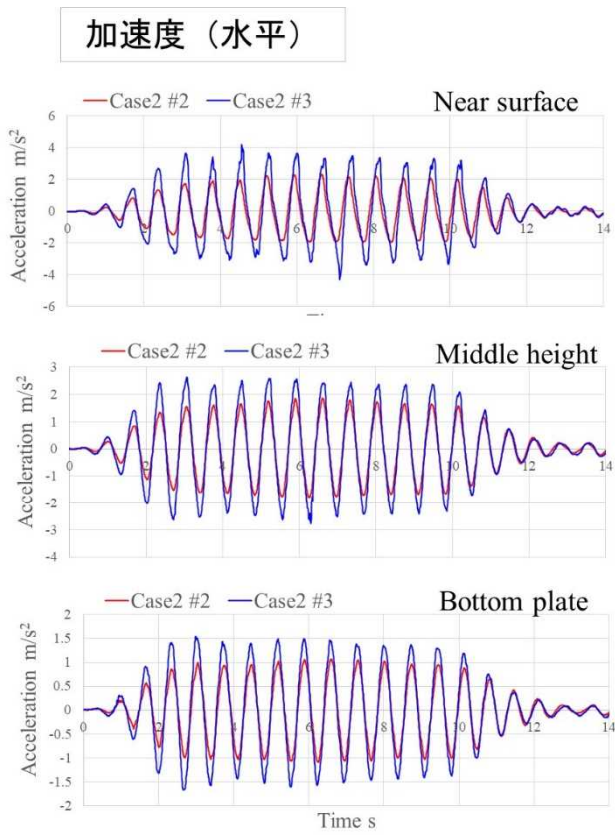 加速度（水平）
Case2 #2 Case2 #3 Near surface
Acceleration m/s²
6
4
2
0
-2
-4
-6
0 2 4 6 8 10 12 14
Case2 #2 Case2 #3 Middle height
Acceleration m/s²
3
2
1
0
-1
-2
-3
-4
0 2 4 6 8 10 12 14
Case2 #2 Case2 #3 Bottom plate
Acceleration m/s²
2
1.5
1
0.5
0
-0.5
-1
-1.5
-2
0 2 4 6 8 10 12 14
Time s